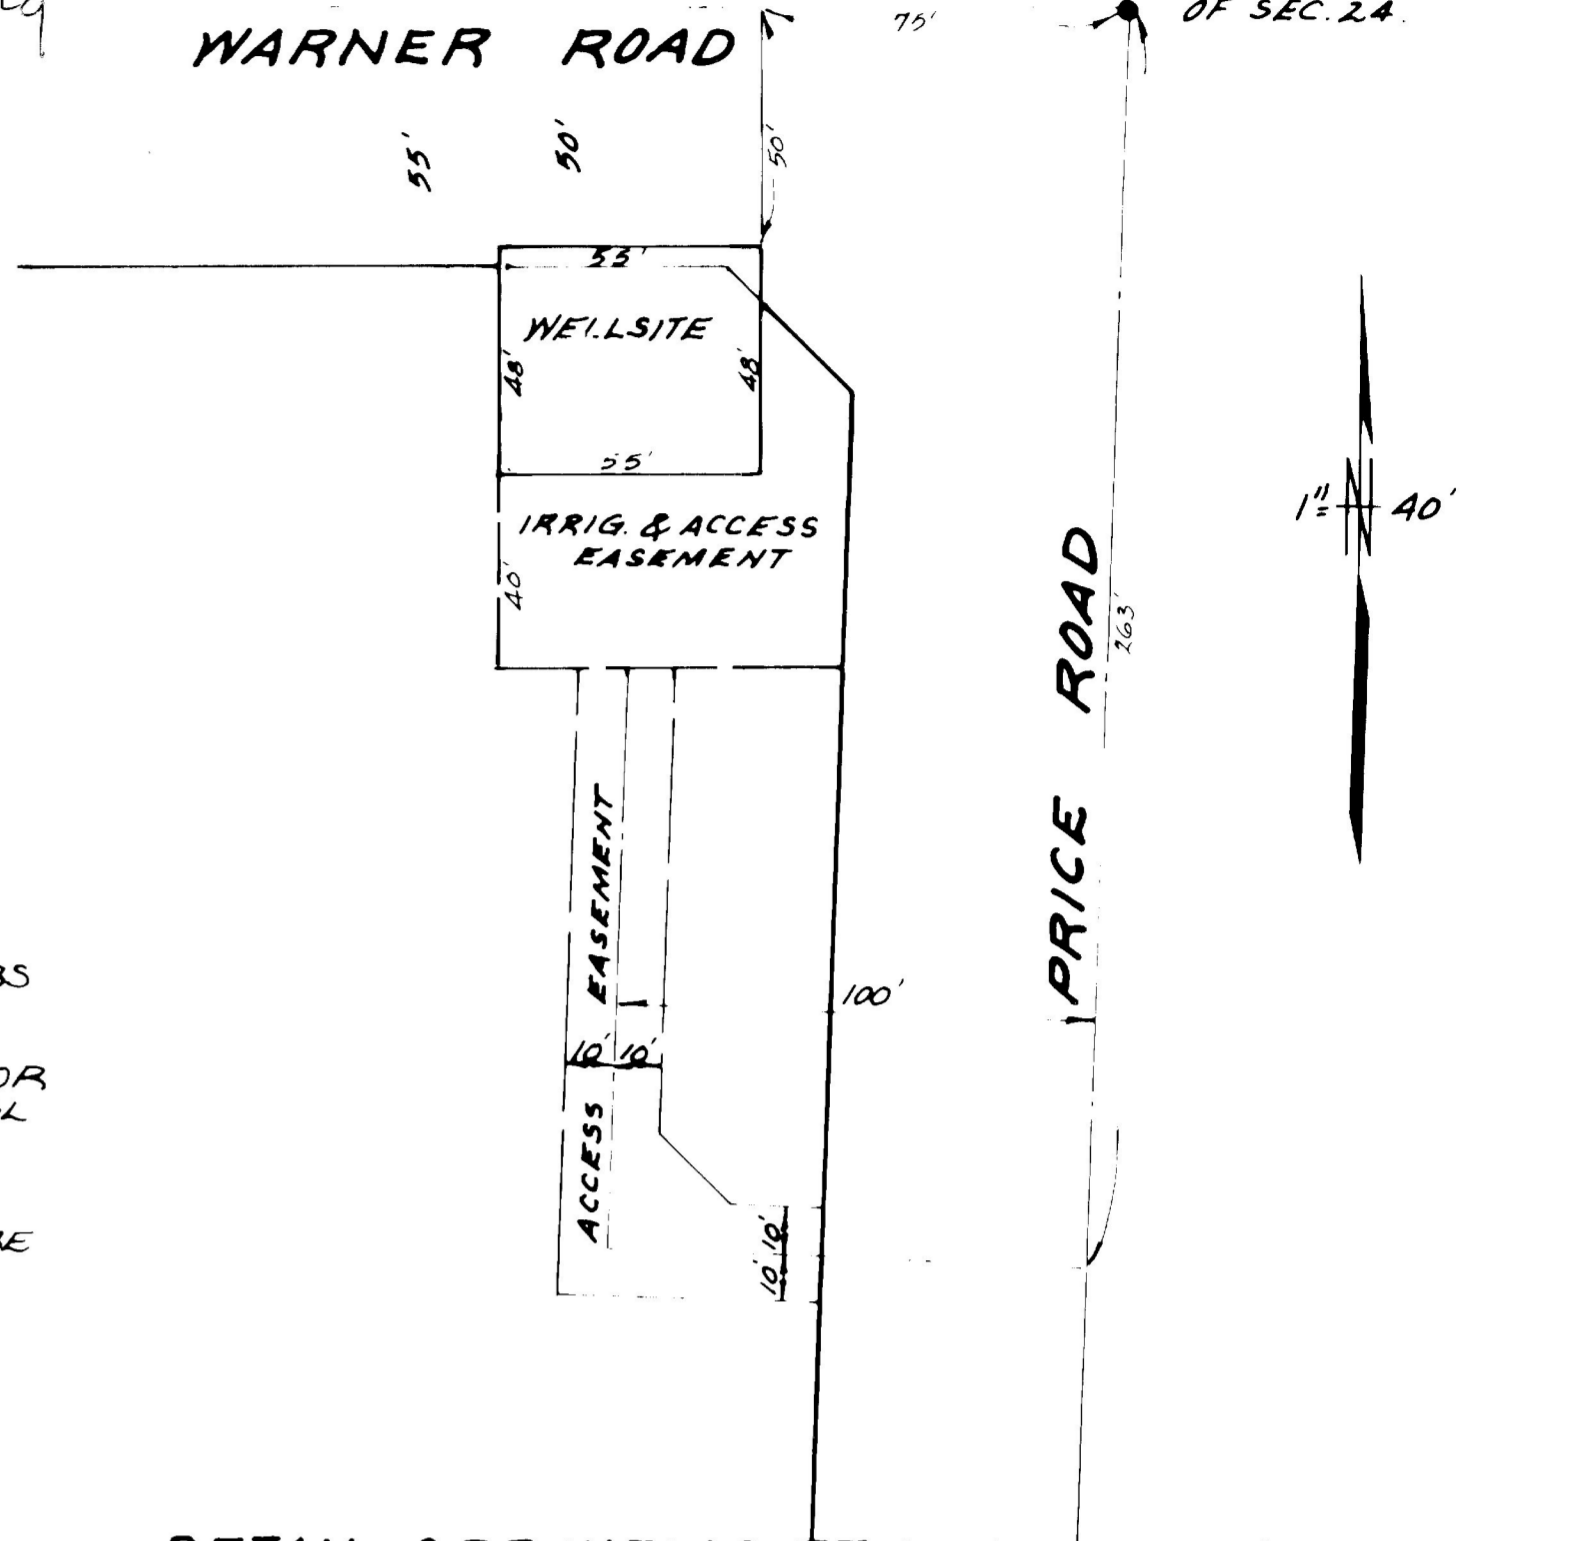 75'
OF SEC. 24.
WARNER ROAD
55'
50'
50'
55'
WELLSITE
48'
48'
55'
IRRIG. & ACCESS
EASEMENT
40'
1"= N 40'
PRICE ROAD
263'
ACCESS EASEMENT
100'
10' 10'
10' 10'